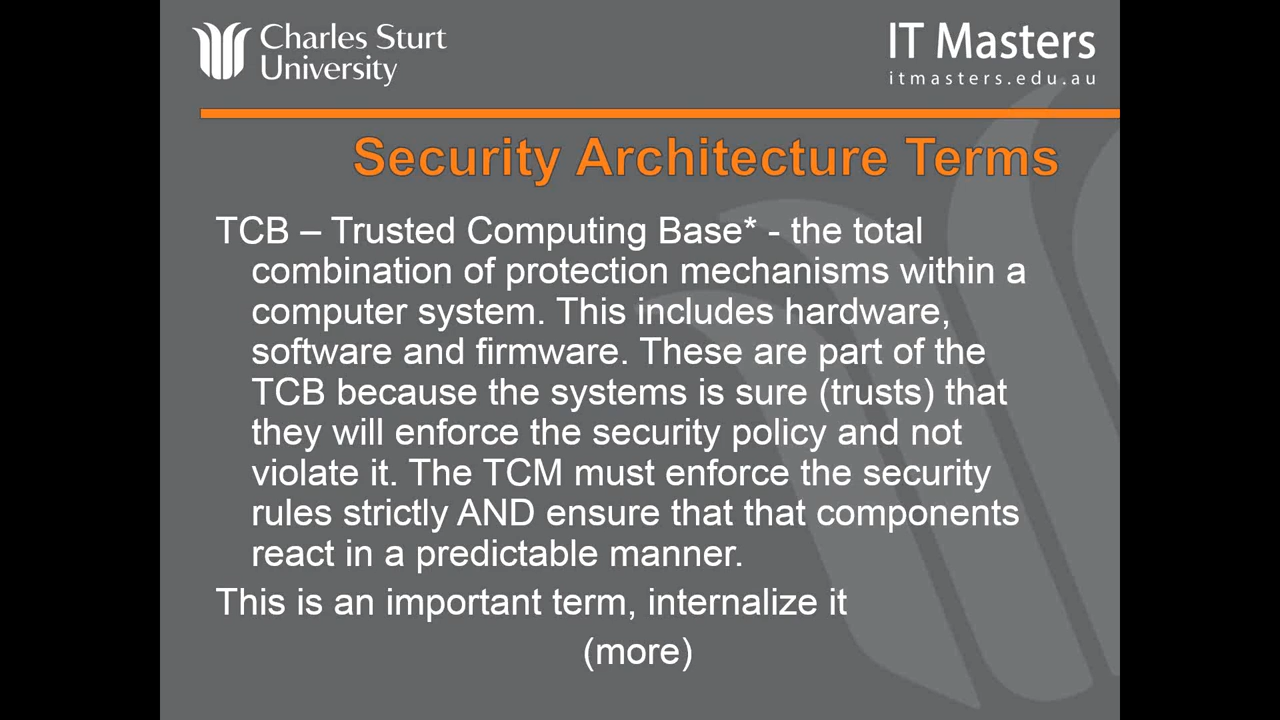 Charles Sturt
University
IT Masters
itmasters.edu.au
Security Architecture Terms
TCB – Trusted Computing Base* - the total
combination of protection mechanisms within a
computer system. This includes hardware,
software and firmware. These are part of the
TCB because the systems is sure (trusts) that
they will enforce the security policy and not
violate it. The TCM must enforce the security
rules strictly AND ensure that that components
react in a predictable manner.
This is an important term, internalize it
(more)